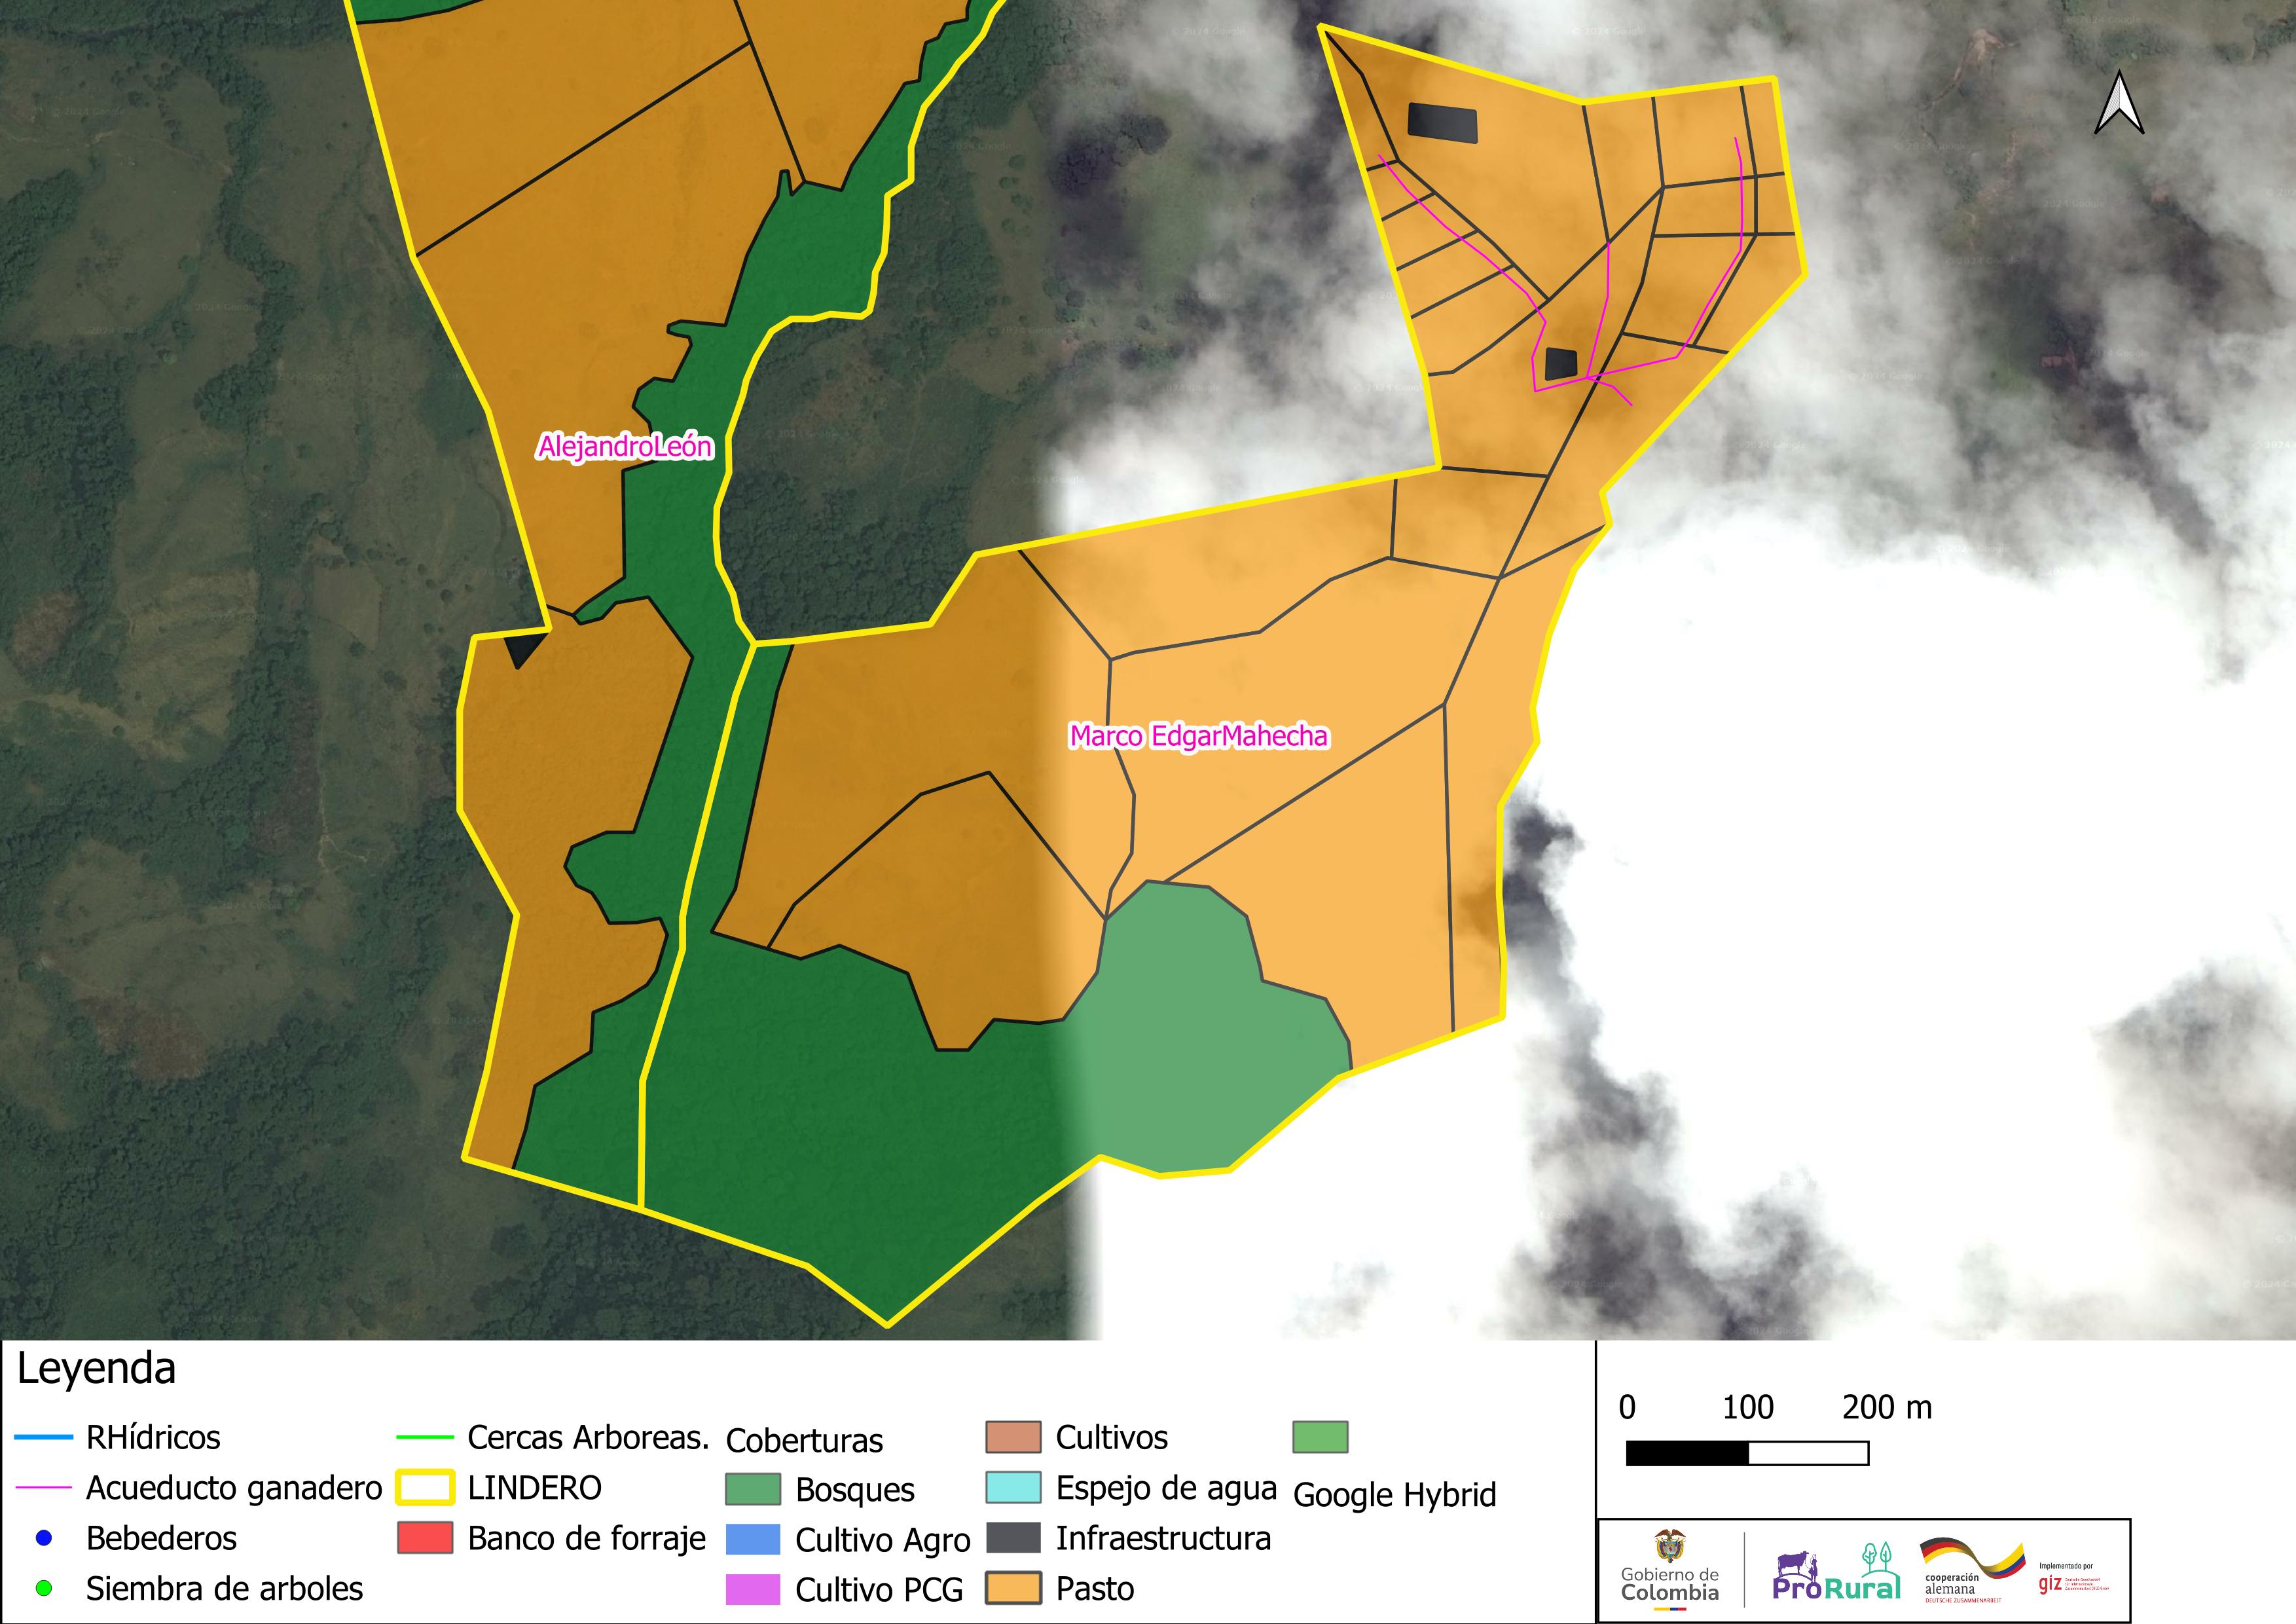 AlejandroLeón
Marco EdgarMahecha
Leyenda
RHídricos
Acueducto ganadero
Bebederos
Siembra de arboles
Cercas Arboreas.
LINDERO
Banco de forraje
Coberturas
Bosques
Cultivo Agro
Cultivo PCG
Cultivos
Espejo de agua
Infraestructura
Pasto
Google Hybrid
0 100 200 m
Gobierno de
Colombia
ProRural
cooperación
alemana
DEUTSCHE ZUSAMMENARBEIT
Implementado por
giz